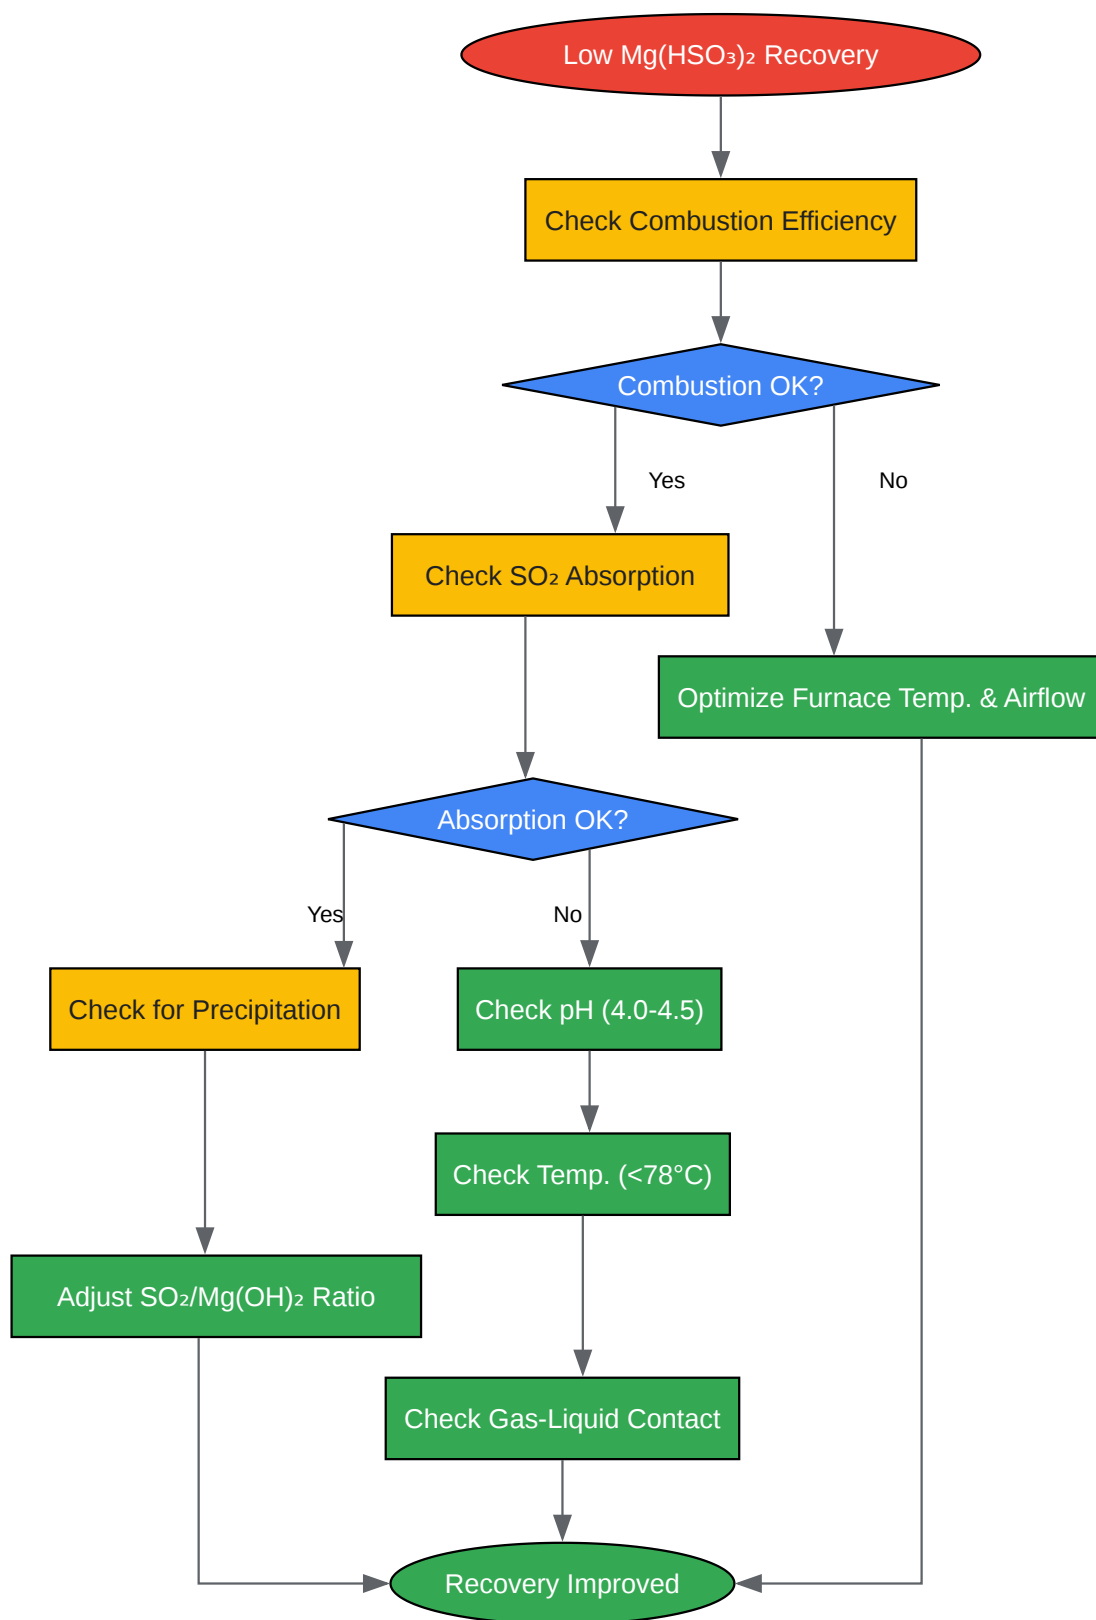 Low Mg(HSO₃)₂ Recovery
Check Combustion Efficiency
Combustion OK?
Yes
No
Check SO₂ Absorption
Optimize Furnace Temp. & Airflow
Absorption OK?
Yes
No
Check for Precipitation
Check pH (4.0-4.5)
Check Temp. (<78°C)
Adjust SO₂/Mg(OH)₂ Ratio
Check Gas-Liquid Contact
Recovery Improved